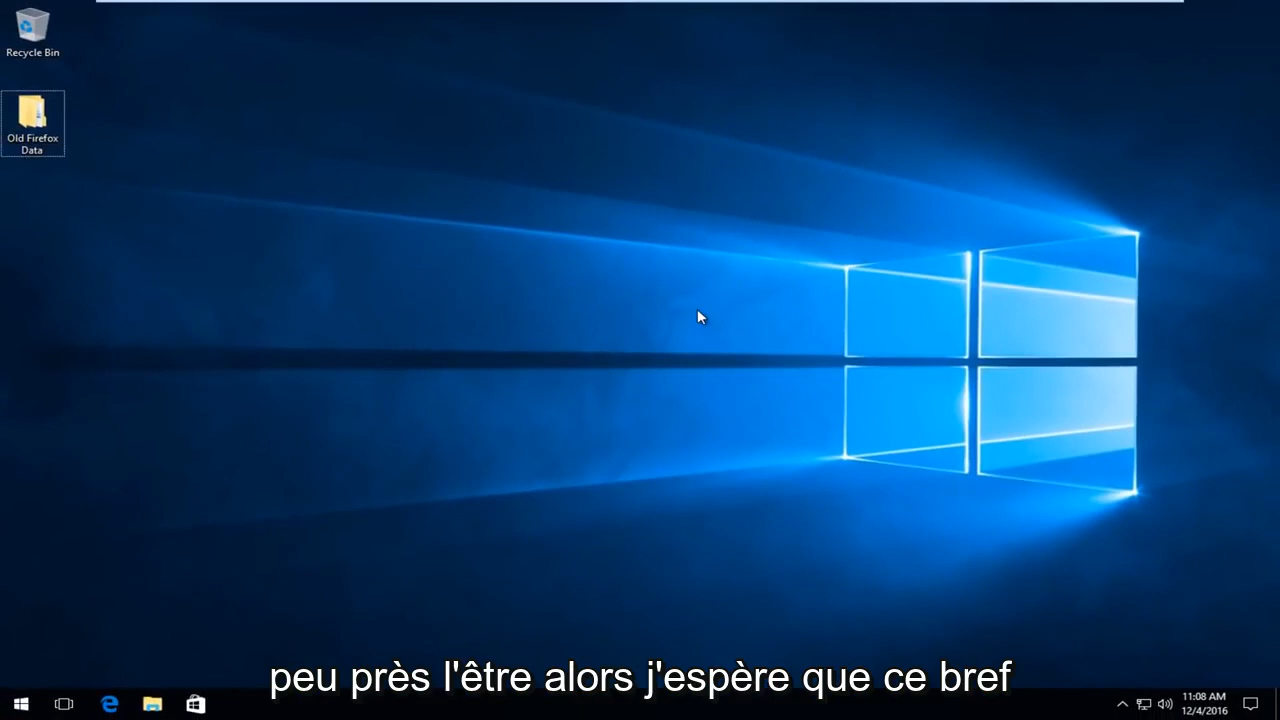 Recycle Bin
Old Firefox
Data
peu près l'être alors j'espère que ce bref
11:08 AM
12/4/2016